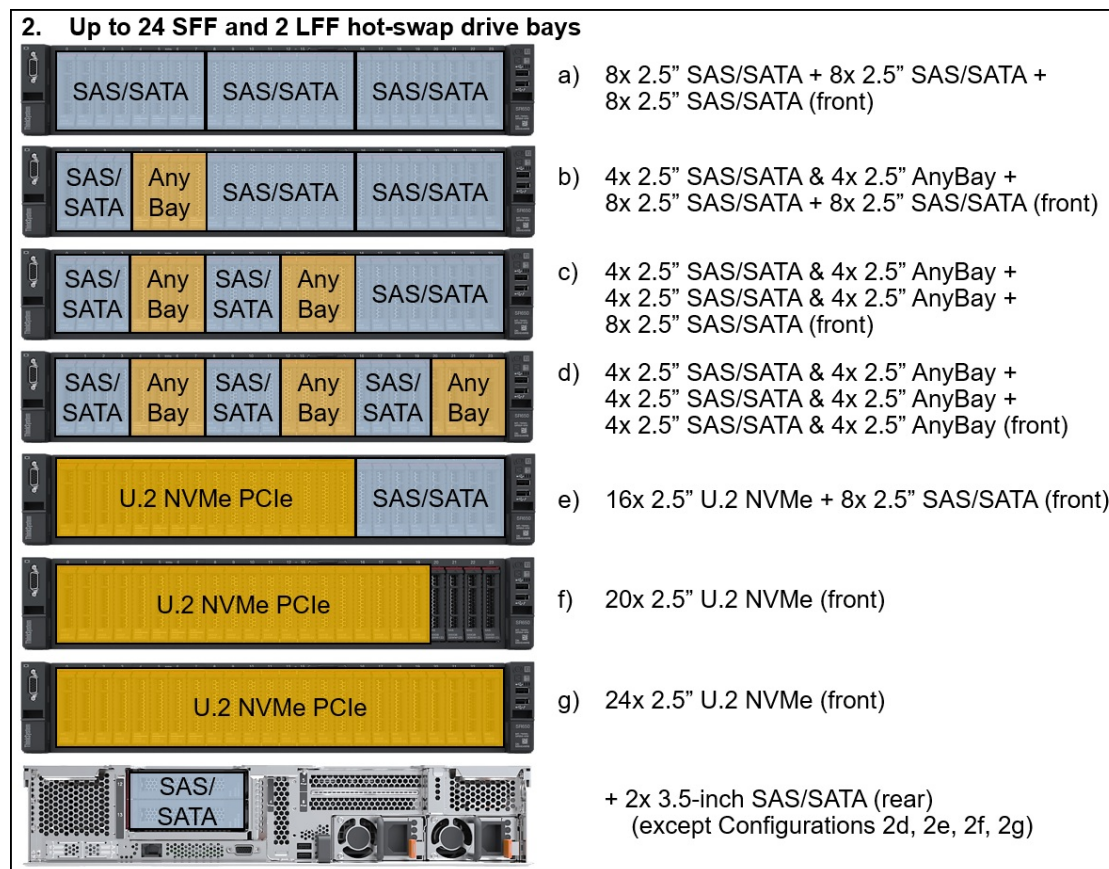 2. Up to 24 SFF and 2 LFF hot-swap drive bays
SAS/SATA SAS/SATA SAS/SATA
a) 8x 2.5” SAS/SATA + 8x 2.5” SAS/SATA +
8x 2.5” SAS/SATA (front)
SAS/
SATA
Any
Bay
SAS/SATA SAS/SATA
b) 4x 2.5” SAS/SATA & 4x 2.5” AnyBay +
8x 2.5” SAS/SATA + 8x 2.5” SAS/SATA (front)
SAS/
SATA
Any
Bay
SAS/
SATA
Any
Bay
SAS/SATA
c) 4x 2.5” SAS/SATA & 4x 2.5” AnyBay +
4x 2.5” SAS/SATA & 4x 2.5” AnyBay +
8x 2.5” SAS/SATA (front)
SAS/
SATA
Any
Bay
SAS/
SATA
Any
Bay
SAS/
SATA
Any
Bay
d) 4x 2.5” SAS/SATA & 4x 2.5” AnyBay +
4x 2.5” SAS/SATA & 4x 2.5” AnyBay +
4x 2.5” SAS/SATA & 4x 2.5” AnyBay (front)
U.2 NVMe PCIe SAS/SATA
e) 16x 2.5” U.2 NVMe + 8x 2.5” SAS/SATA (front)
U.2 NVMe PCIe
f) 20x 2.5” U.2 NVMe (front)
U.2 NVMe PCIe
g) 24x 2.5” U.2 NVMe (front)
SAS/
SATA
+ 2x 3.5-inch SAS/SATA (rear)
(except Configurations 2d, 2e, 2f, 2g)